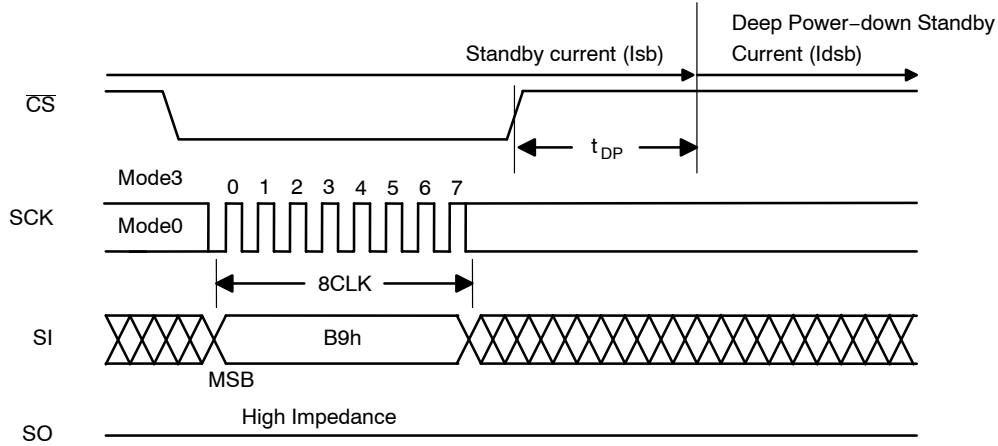 Deep Power−down Standby
Standby current (Isb) Current (Idsb)
CS
t DP
Mode3
0 1 2 3 4 5 6 7
SCK
Mode0
8CLK
SI B9h
MSB
High Impedance
SO